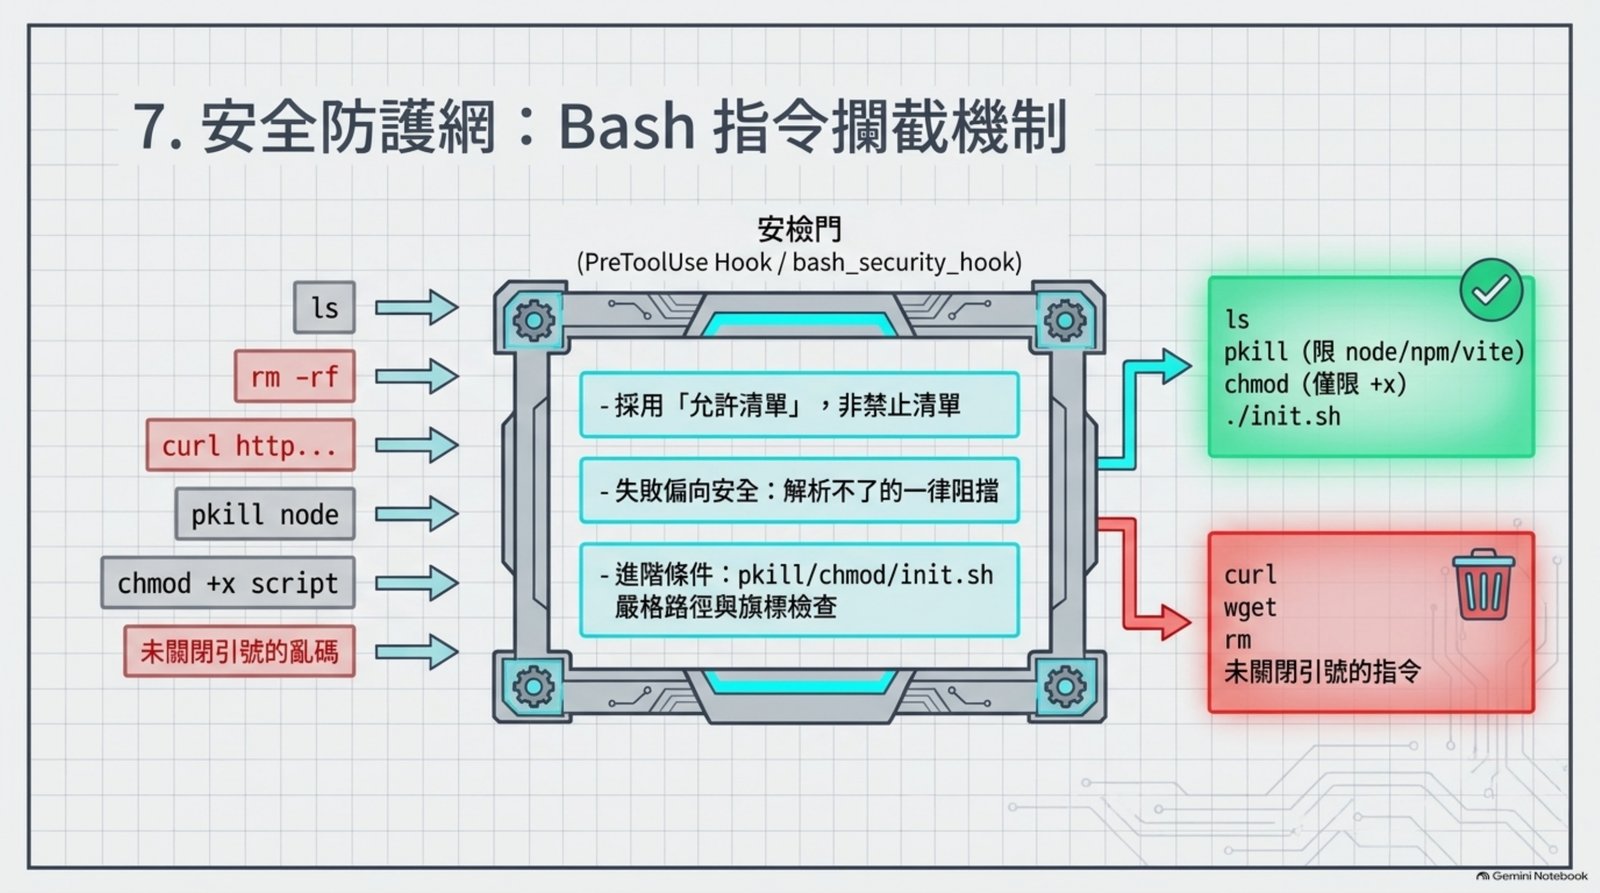 7. 安全防護網：Bash 指令攔截機制
安檢門
(PreToolUse Hook / bash_security_hook)
ls
rm -rf
curl http...
pkill node
chmod +x script
未關閉引號的亂碼
- 採用「允許清單」，非禁止清單
- 失敗偏向安全：解析不了的一律阻擋
- 進階條件：pkill/chmod/init.sh
嚴格路徑與旗標檢查
ls
pkill (限 node/npm/vite)
chmod (僅限 +x)
./init.sh
curl
wget
rm
未關閉引號的指令
Gemini Notebook